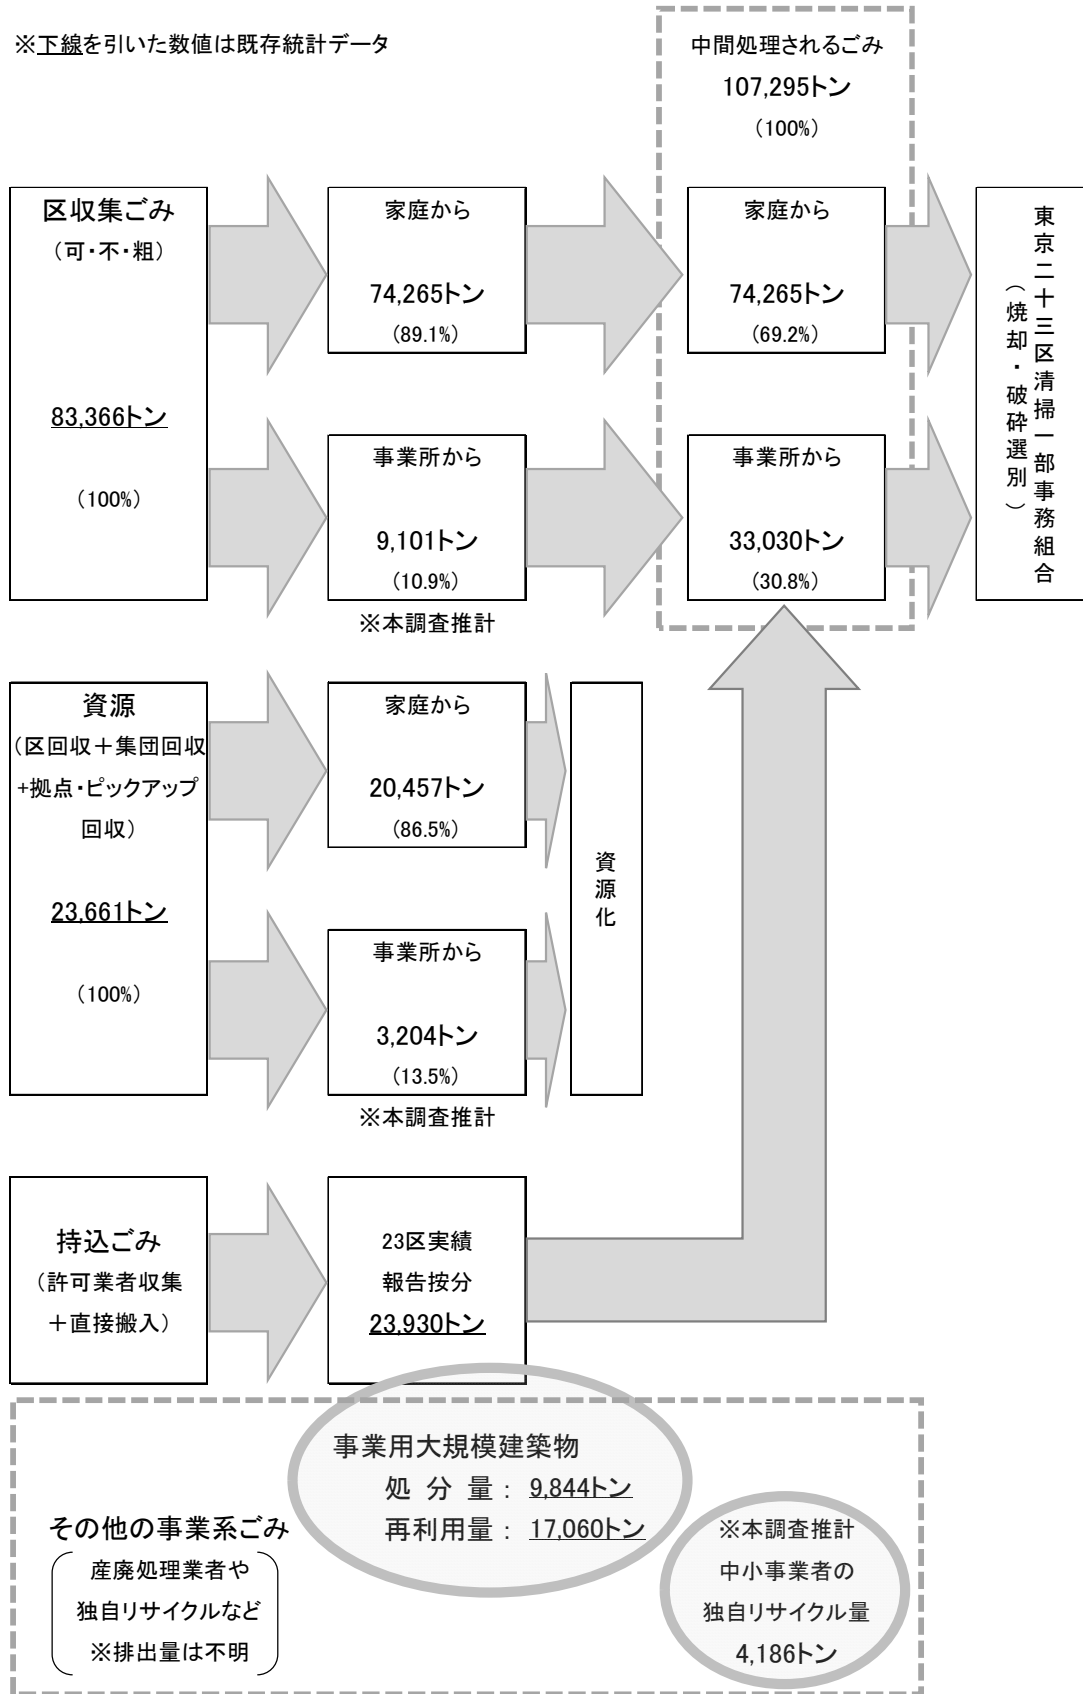 ※下線を引いた数値は既存統計データ
中間処理されるごみ
107,295トン
(100%)
区収集ごみ
(可・不・粗)
83,366トン
(100%)
家庭から
74,265トン
(89.1%)
家庭から
74,265トン
(69.2%)
事業所から
9,101トン
(10.9%)
※本調査推計
事業所から
33,030トン
(30.8%)
東京二十三区清掃一部事務組合
(焼却・破砕選別)
資源
(区回収+集団回収
+拠点・ピックアップ
回収)
23,661トン
(100%)
家庭から
20,457トン
(86.5%)
事業所から
3,204トン
(13.5%)
※本調査推計
資源化
持込ごみ
(許可業者収集
+直接搬入)
23区実績
報告按分
23,930トン
事業用大規模建築物
処分量: 9,844トン
再利用量: 17,060トン
その他の事業系ごみ
産廃処理業者や
独自リサイクルなど
※排出量は不明
※本調査推計
中小事業者の
独自リサイクル量
4,186トン